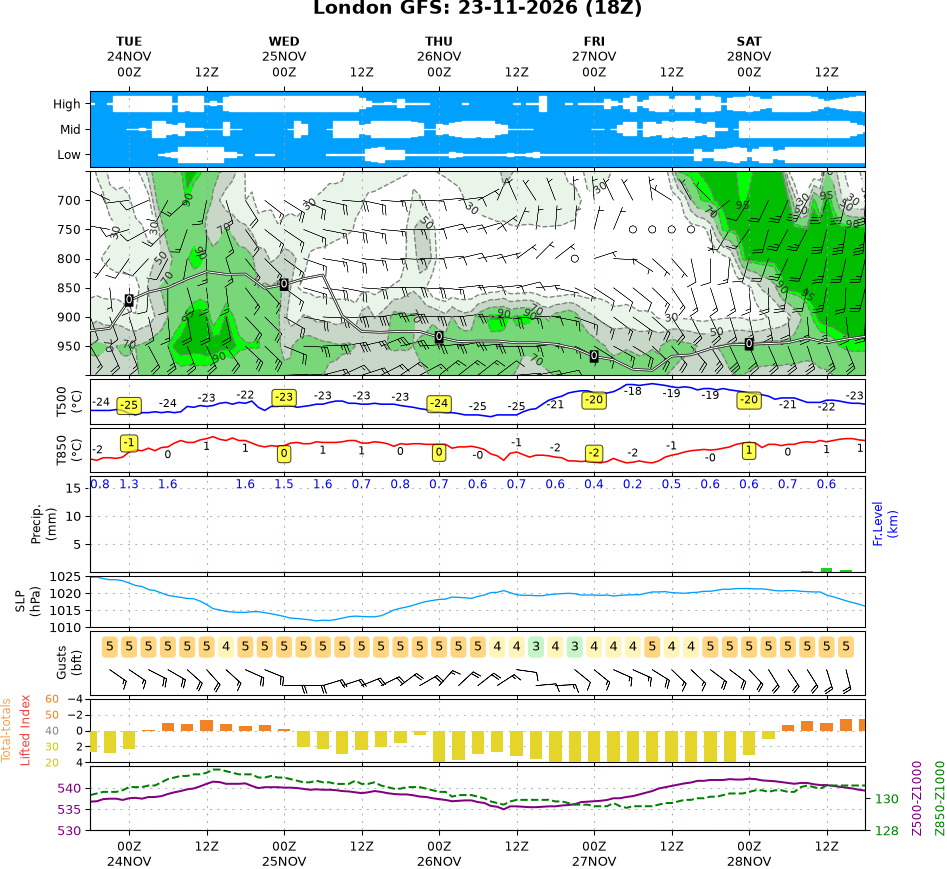 London GFS: 23-11-2026 (18Z)
TUE WED THU FRI SAT
24NOV 25NOV 26NOV 27NOV 28NOV
00Z 12Z 00Z 12Z 00Z 12Z 00Z 12Z 00Z 12Z
High
Mid
Low
700
750
800
850
900
950
0 0 0 0 0
T500 (°C)
-24 -25 -24 -23 -22 -23 -23 -23 -23 -24 -25 -25 -21 -20 -18 -19 -19 -20 -21 -22 -23
T850 (°C)
-2 -1 0 1 1 0 1 0 0 0 -0 -1 -2 -2 -2 -1 -0 1 0 1 1
0.8 1.3 1.6 1.6 1.5 1.6 0.7 0.8 0.7 0.6 0.7 0.6 0.4 0.2 0.5 0.6 0.6 0.7 0.6
Precip. (mm)
15
10
5
Fr.Level (km)
SLP (hPa)
1025
1020
1015
1010
Gusts (bft)
5 5 5 5 5 5 4 5 5 5 5 5 5 5 5 5 5 5 5 5 4 4 3 4 3 4 4 4 5 4 4 5 5 5 5 5 5 5 5
Total-totals
Lifted Index
60 −4
50 −2
40 0
30 2
20 4
540
535
530
130
128
Z500-Z1000
Z850-Z1000
00Z 12Z 00Z 12Z 00Z 12Z 00Z 12Z 00Z 12Z
24NOV 25NOV 26NOV 27NOV 28NOV